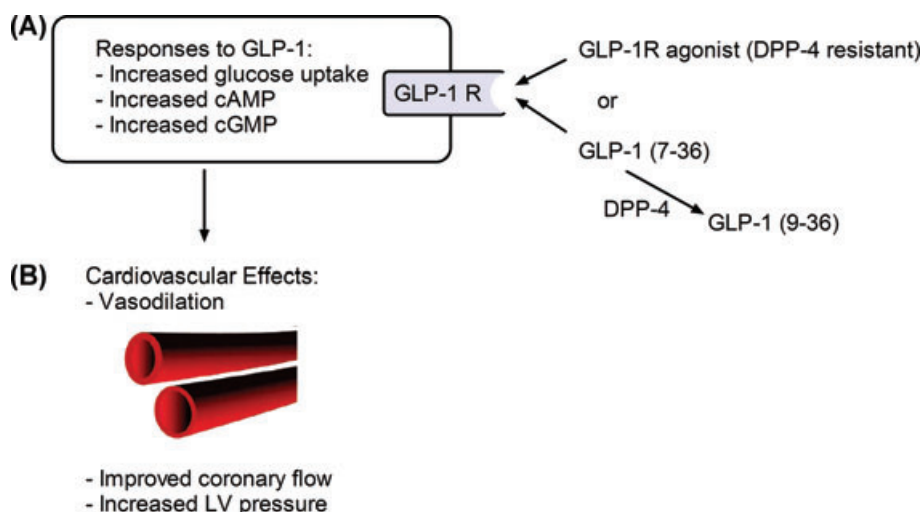 (A)
Responses to GLP-1:
- Increased glucose uptake
- Increased cAMP
- Increased cGMP
GLP-1 R
GLP-1R agonist (DPP-4 resistant)
or
GLP-1 (7-36)
DPP-4
GLP-1 (9-36)
(B)
Cardiovascular Effects:
- Vasodilation
- Improved coronary flow
- Increased LV pressure